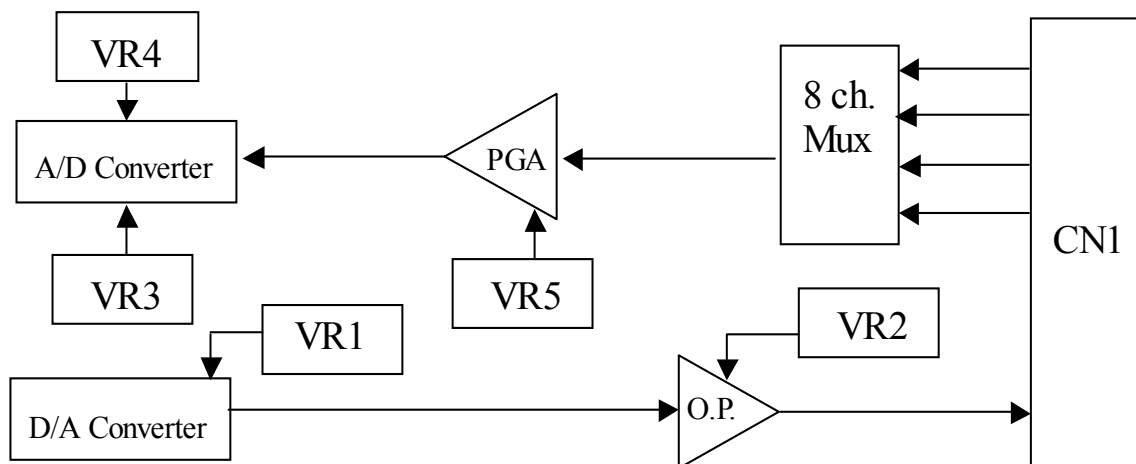 VR4
8 ch.
Mux
PGA
A/D Converter
CN1
VR3
VR5
VR1
VR2
O.P.
D/A Converter